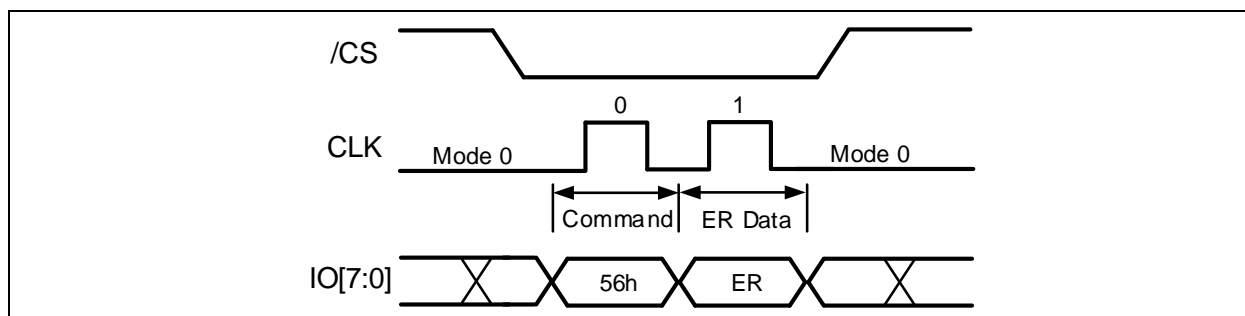 /CS
0 1
CLK Mode 0 Mode 0
Command ER Data
IO[7:0] 56h ER